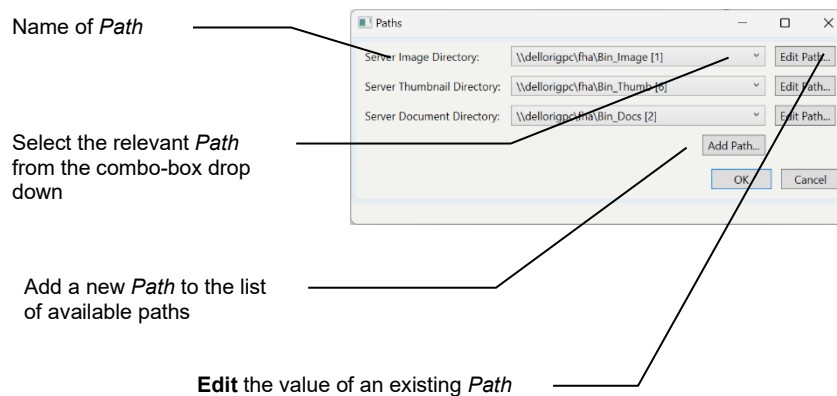 Name of Path
Paths
Server Image Directory: \\dellorigpc\fha\Bin_Image [1] Edit Path...
Server Thumbnail Directory: \\dellorigpc\fha\Bin_Thumb [6] Edit Path...
Server Document Directory: \\dellorigpc\fha\Bin_Docs [2] Edit Path...
Select the relevant Path
from the combo-box drop
down
Add Path...
OK Cancel
Add a new Path to the list
of available paths
Edit the value of an existing Path